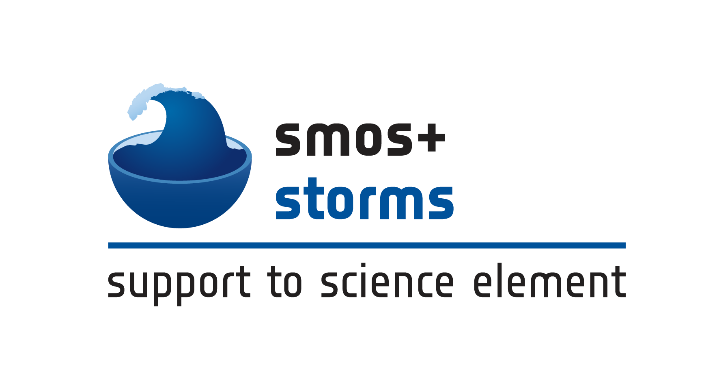 smos+
storms
support to science element